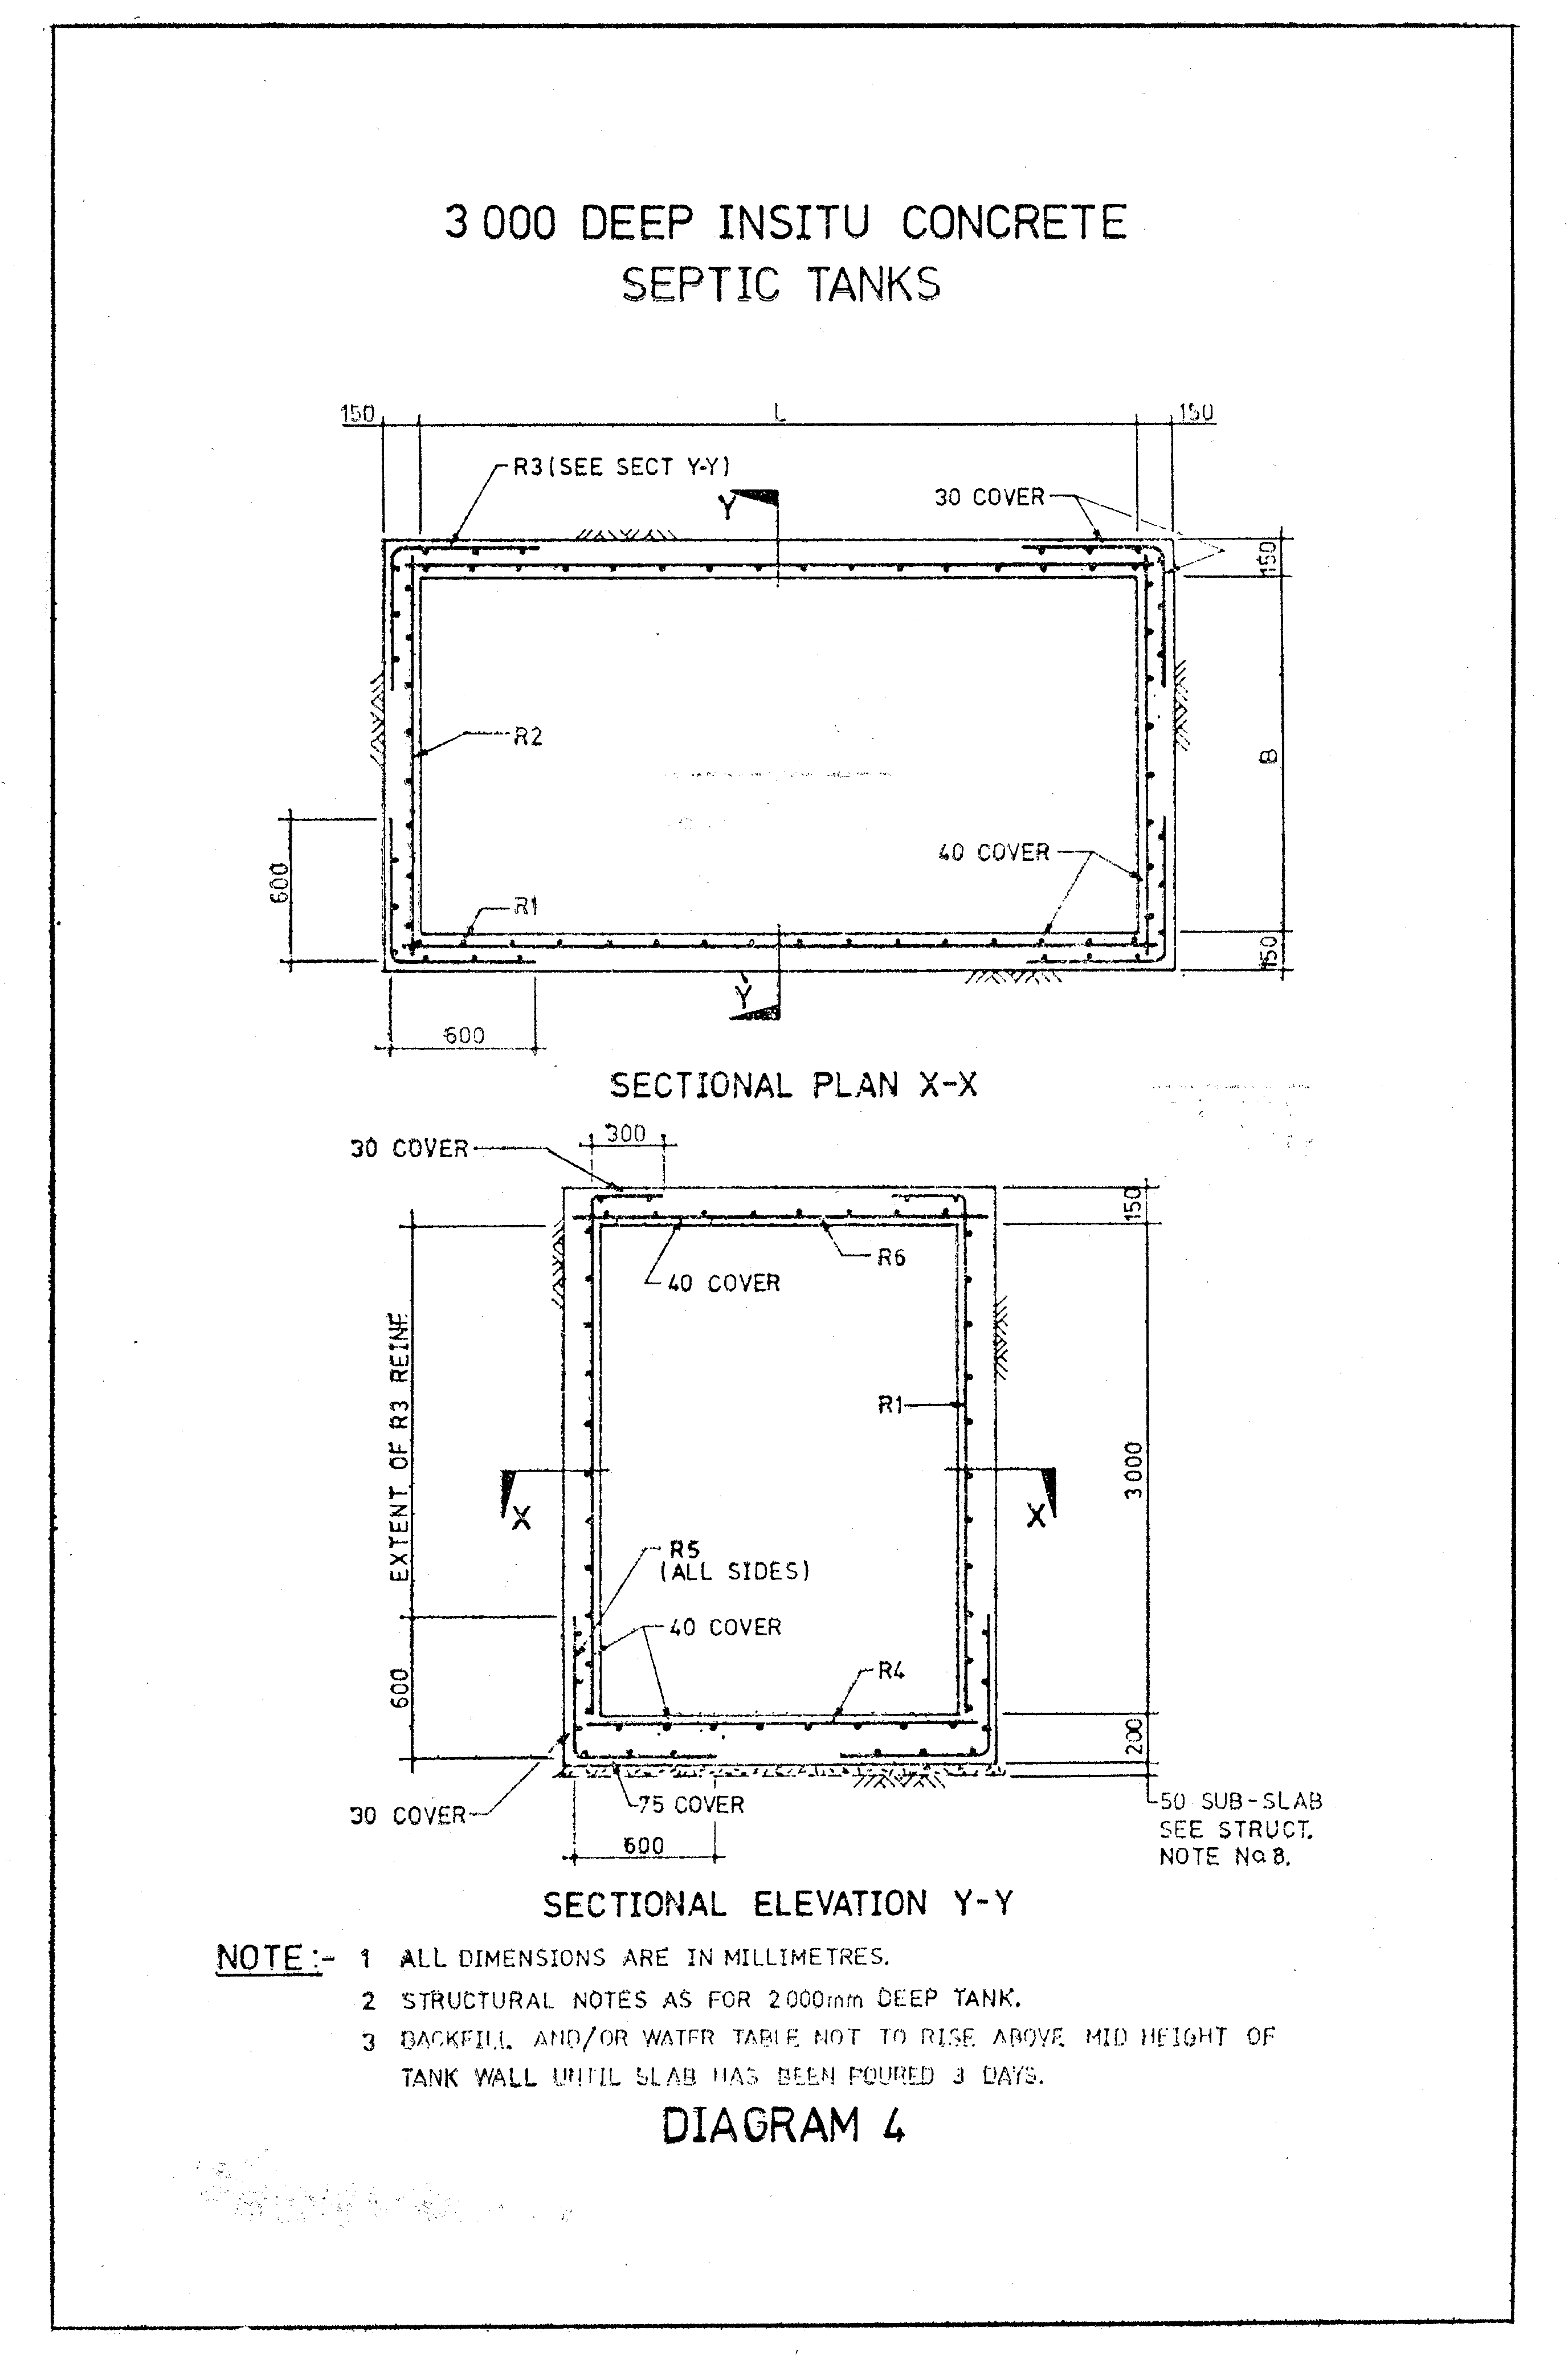 3 000 DEEP INSITU CONCRETE
SEPTIC TANKS
150
L
150
R3 (SEE SECT Y-Y)
Y
30 COVER
150
R2
B
600
40 COVER
R1
150
Y
600
SECTIONAL PLAN X-X
30 COVER
300
150
R6
40 COVER
EXTENT OF R3 REINF.
R1
3 000
X
X
R5
(ALL SIDES)
40 COVER
R4
600
200
30 COVER
75 COVER
50 SUB-SLAB
SEE STRUCT.
NOTE No 8.
600
SECTIONAL ELEVATION Y-Y
NOTE:- 1 ALL DIMENSIONS ARE IN MILLIMETRES.
2 STRUCTURAL NOTES AS FOR 2000mm DEEP TANK.
3 BACKFILL AND/OR WATER TABLE NOT TO RISE ABOVE MID HEIGHT OF
TANK WALL UNTIL SLAB HAS BEEN POURED 3 DAYS.
DIAGRAM 4